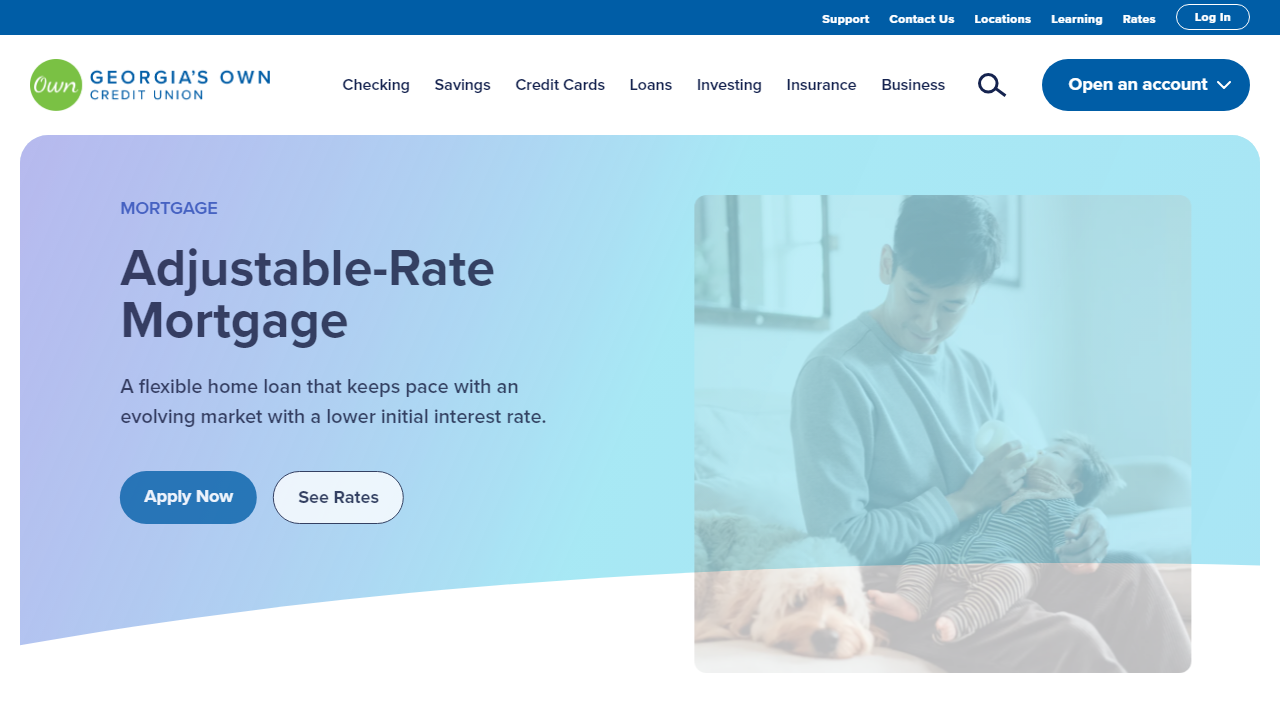 Support Contact Us Locations Learning Rates Log In
Own GEORGIA'S OWN
CREDIT UNION
Checking Savings Credit Cards Loans Investing Insurance Business Open an account
MORTGAGE
Adjustable-Rate
Mortgage
A flexible home loan that keeps pace with an
evolving market with a lower initial interest rate.
Apply Now See Rates